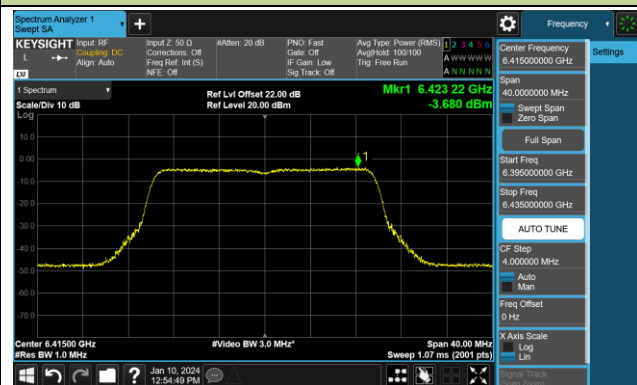 Spectrum Analyzer 1
Swept SA
Frequency
KEYSIGHT
L
LXI
Input: RF
Coupling: DC
Align: Auto
Input Z: 50 Ω
Corrections: Off
Freq Ref: Int (S)
NFE: Off
#Atten: 20 dB
PNO: Fast
Gate: Off
IF Gain: Low
Sig Track: Off
Avg Type: Power (RMS)
Avg|Hold: 100/100
Trig: Free Run
1 2 3 4 5 6
A W W W W W
A N N N N N
Settings
Center Frequency
6.415000000 GHz
Span
40.0000000 MHz
Swept Span
Zero Span
Full Span
Start Freq
6.395000000 GHz
Stop Freq
6.435000000 GHz
AUTO TUNE
CF Step
4.000000 MHz
Auto
Man
Freq Offset
0 Hz
X Axis Scale
Log
Lin
Signal Track
1 Spectrum
Scale/Div 10 dB
Log
Ref Lvl Offset 22.00 dB
Ref Level 20.00 dBm
Mkr1 6.423 22 GHz
-3.680 dBm
10.0
0.00
-10.0
-20.0
-30.0
-40.0
-50.0
-60.0
-70.0
1
Center 6.41500 GHz
#Res BW 1.0 MHz
#Video BW 3.0 MHz*
Span 40.00 MHz
Sweep 1.07 ms (2001 pts)
Jan 10, 2024
12:54:49 PM